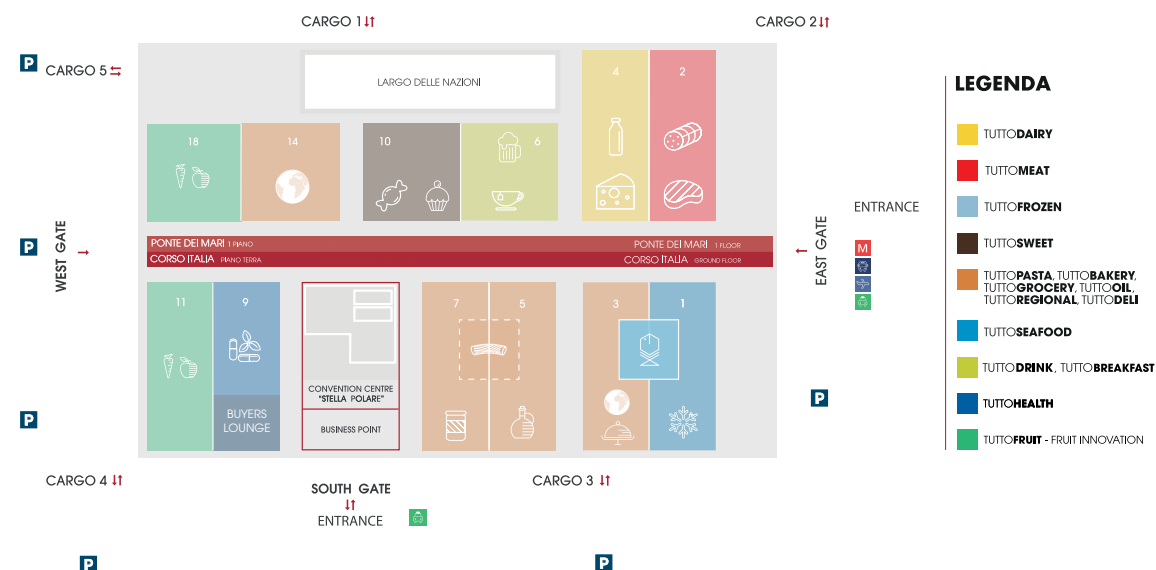 CARGO 1
CARGO 2
P
CARGO 5
LARGO DELLE NAZIONI
4
2
18
14
10
6
PONTE DEI MARI 1 PIANO
PONTE DEI MARI 1 FLOOR
CORSO ITALIA PIANO TERRA
CORSO ITALIA GROUND FLOOR
P
WEST GATE
EAST GATE
ENTRANCE
M
11
9
7
5
3
1
CONVENTION CENTRE
"STELLA POLARE"
BUSINESS POINT
BUYERS
LOUNGE
P
P
CARGO 4
SOUTH GATE
ENTRANCE
CARGO 3
P
P
LEGENDA
TUTTODAIRY
TUTTOMEAT
TUTTOFROZEN
TUTTOSWEET
TUTTOPASTA, TUTTOBAKERY,
TUTTOGROCERY, TUTTOOIL,
TUTTOREGIONAL, TUTTODELI
TUTTOSEAFOOD
TUTTODRINK, TUTTOBREAKFAST
TUTTOHEALTH
TUTTOFRUIT - FRUIT INNOVATION